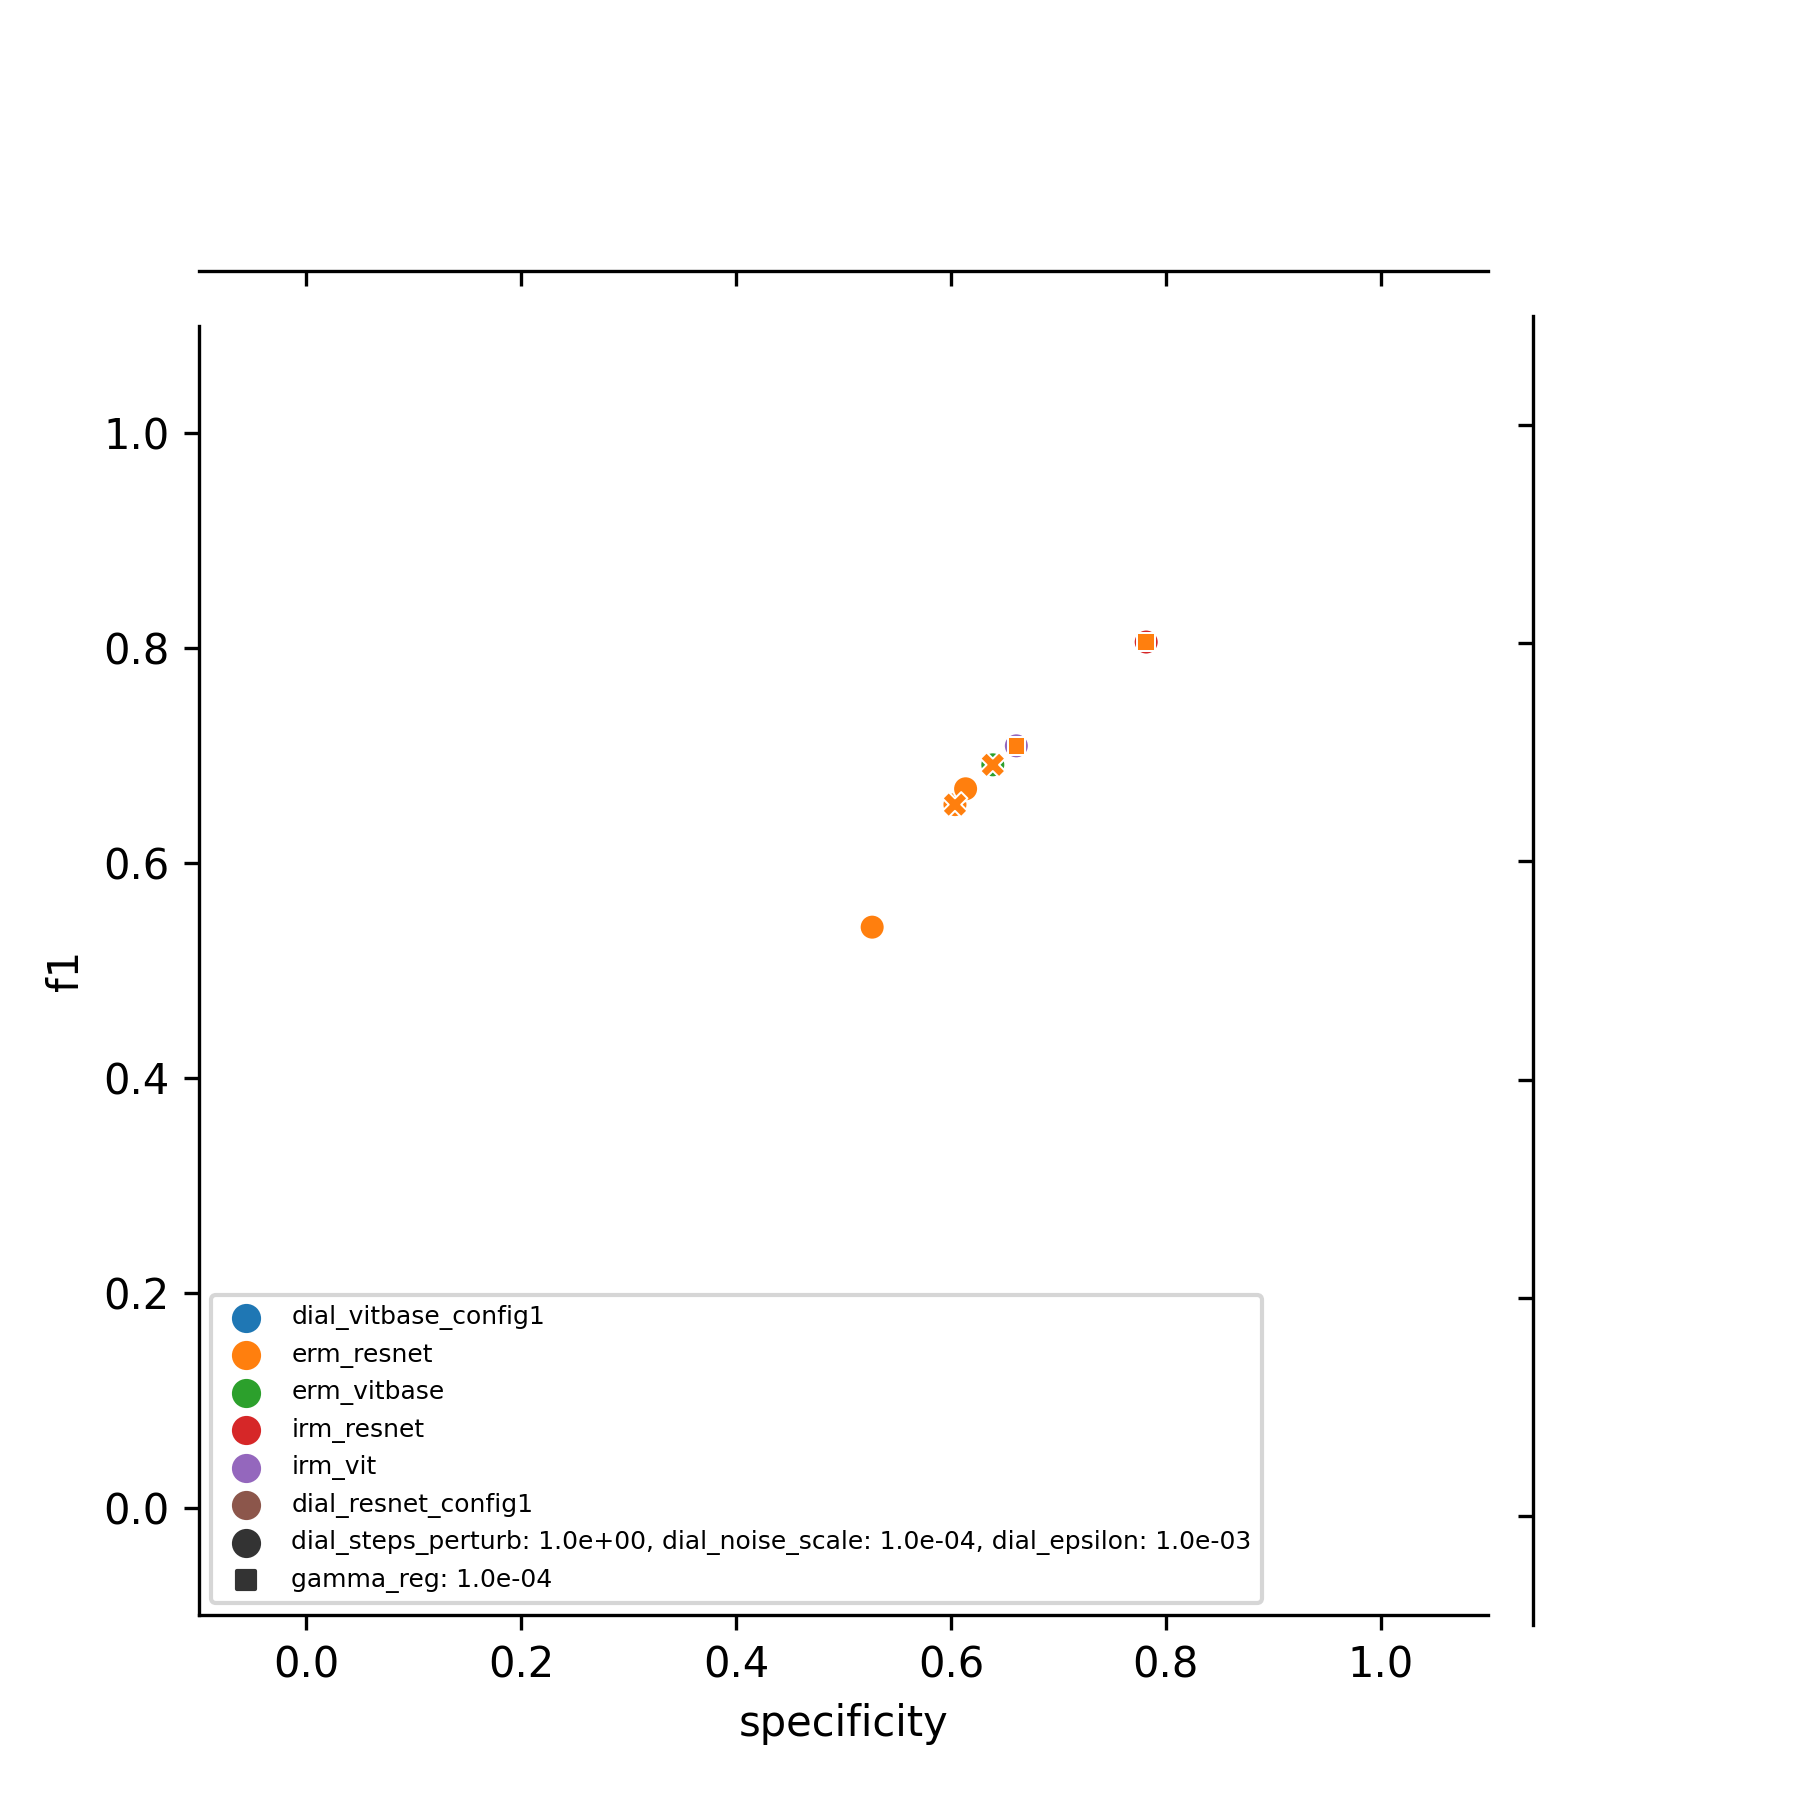 1.0
0.8
0.6
0.4
0.2
0.0
f1
dial_vitbase_config1
erm_resnet
erm_vitbase
irm_resnet
irm_vit
dial_resnet_config1
dial_steps_perturb: 1.0e+00, dial_noise_scale: 1.0e-04, dial_epsilon: 1.0e-03
gamma_reg: 1.0e-04
0.0 0.2 0.4 0.6 0.8 1.0
specificity